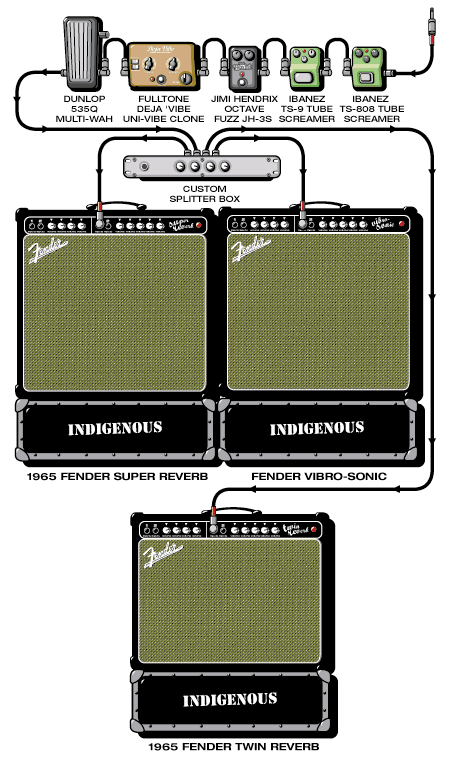 DUNLOP
535Q
MULTI-WAH
FULLTONE
DEJA 'VIBE
UNI-VIBE CLONE
JIMI HENDRIX
OCTAVE
FUZZ JH-3S
IBANEZ
TS-9 TUBE
SCREAMER
IBANEZ
TS-808 TUBE
SCREAMER
Deja Vibe
CUSTOM
SPLITTER BOX
Super
Reverb
Vibro-
Sonic
Fender
Fender
INDIGENOUS
INDIGENOUS
1965 FENDER SUPER REVERB
FENDER VIBRO-SONIC
Twin
Reverb
Fender
INDIGENOUS
1965 FENDER TWIN REVERB